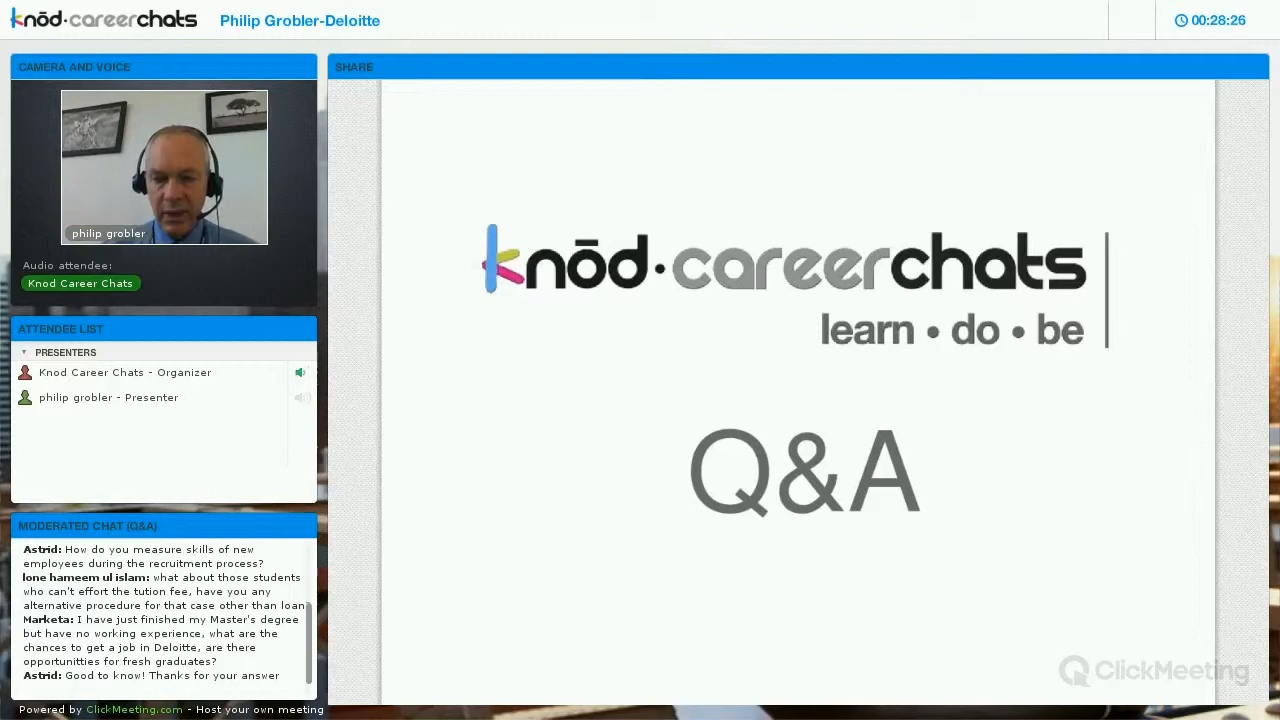 knōd·careerchats Philip Grobler-Deloitte 00:28:26
CAMERA AND VOICE
philip grobler
Audio attendee:
Knod Career Chats
ATTENDEE LIST
PRESENTERS
Knod Career Chats - Organizer
philip grobler - Presenter
MODERATED CHAT (Q&A)
Astrid: How do you measure skills of new
employees during the recruitment process?
lone hameem ul islam: what about those students
who can't effort the tution fee, have you any
alternative procedure for that case other than loan
Marketa: I have just finished my Master's degree
but have no working experience, what are the
chances to get a job in Deloitte, are there
opportunitties for fresh graduates?
Astrid: Good to know! Thanks for your answer
Powered by ClickMeeting.com - Host your own meeting
SHARE
knōd·careerchats
learn • do • be
Q&A
ClickMeeting